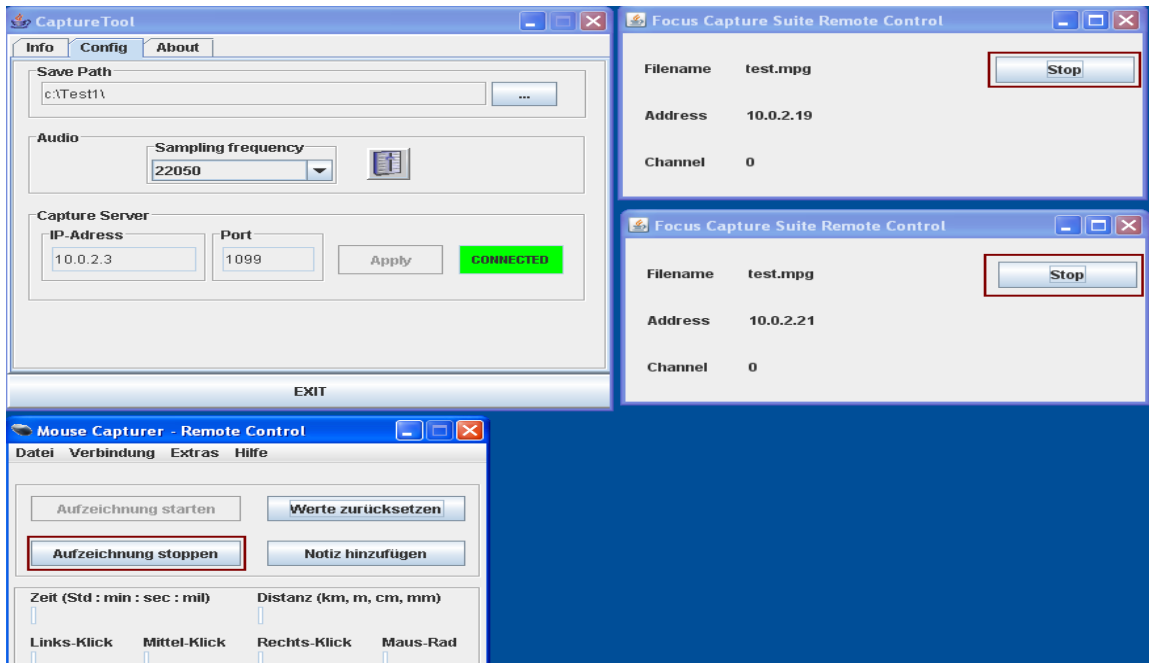 CaptureTool
Info Config About
Save Path
c:\Test1\ ...
Audio
Sampling frequency
22050
Capture Server
IP-Adress Port
10.0.2.3 1099 Apply CONNECTED
EXIT
Focus Capture Suite Remote Control
Filename test.mpg Stop
Address 10.0.2.19
Channel 0
Focus Capture Suite Remote Control
Filename test.mpg Stop
Address 10.0.2.21
Channel 0
Mouse Capturer - Remote Control
Datei Verbindung Extras Hilfe
Aufzeichnung starten Werte zurücksetzen
Aufzeichnung stoppen Notiz hinzufügen
Zeit (Std : min : sec : mil) Distanz (km, m, cm, mm)
Links-Klick Mittel-Klick Rechts-Klick Maus-Rad